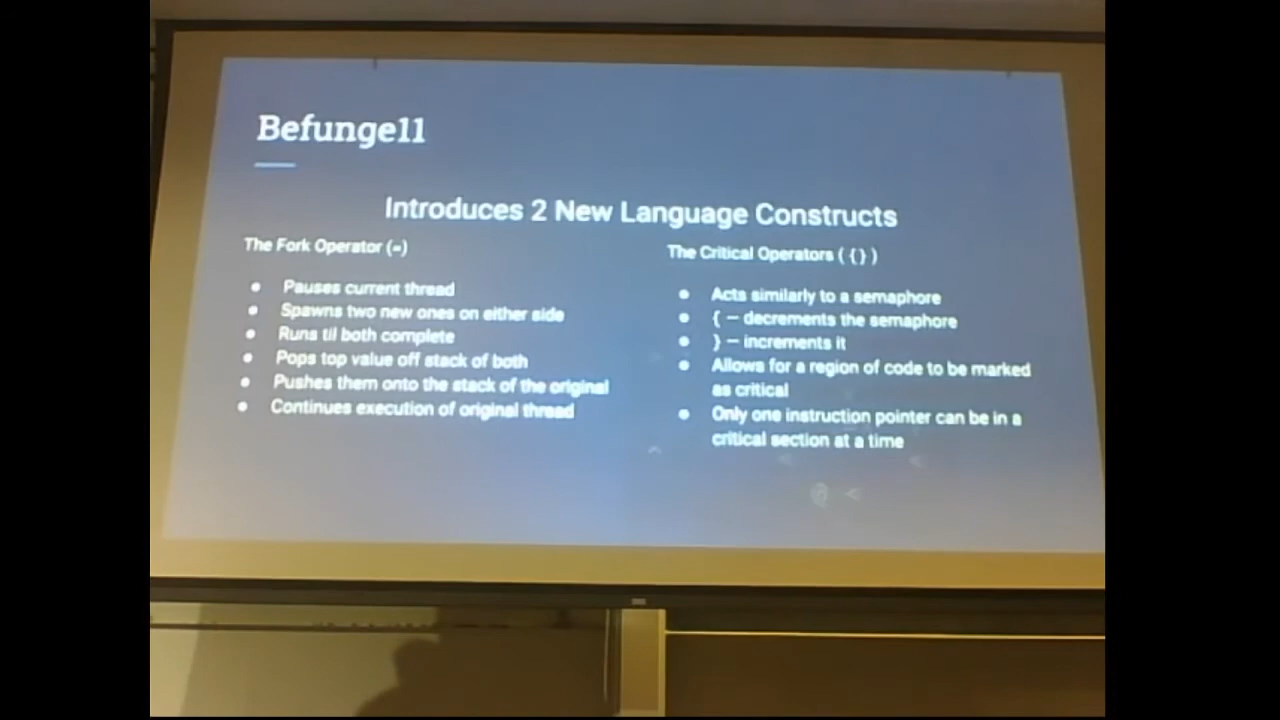 Befunge11
Introduces 2 New Language Constructs
The Fork Operator (=)
Pauses current thread
Spawns two new ones on either side
Runs til both complete
Pops top value off stack of both
Pushes them onto the stack of the original
Continues execution of original thread
The Critical Operators ( {} )
Acts similarly to a semaphore
{ – decrements the semaphore
} – increments it
Allows for a region of code to be marked
as critical
Only one instruction pointer can be in a
critical section at a time